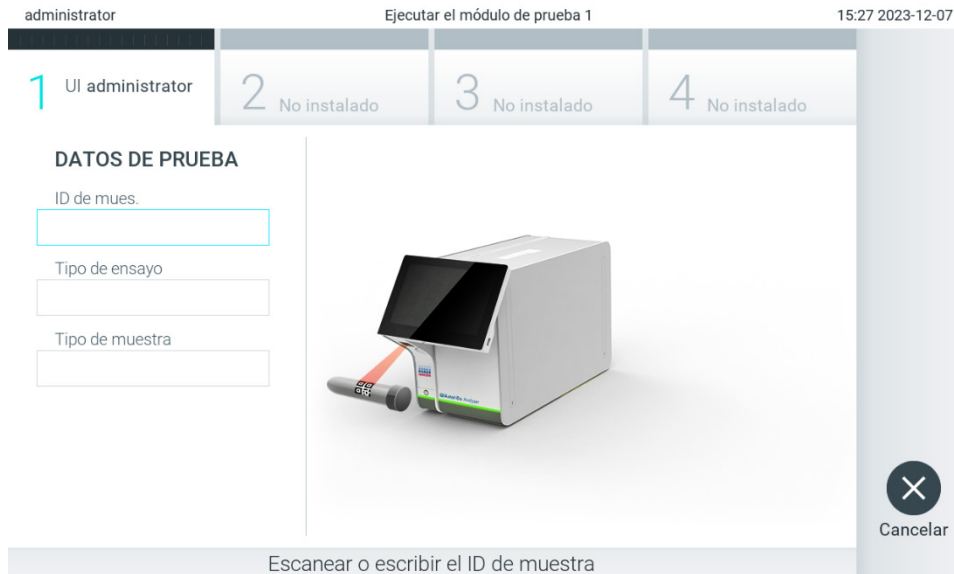 administrator Ejecutar el módulo de prueba 1 15:27 2023-12-07
1 UI administrator
2 No instalado
3 No instalado
4 No instalado
DATOS DE PRUEBA
ID de mues.
Tipo de ensayo
Tipo de muestra
Cancelar
Escanear o escribir el ID de muestra